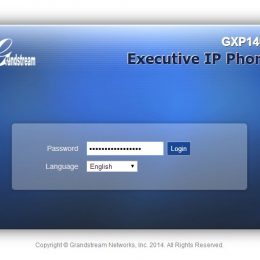 GXP14
Grandstream
Executive IP Phon
Password ••••••••••••••••• Login
Language English
Copyright © Grandstream Networks, Inc. 2014. All Rights Reserved.